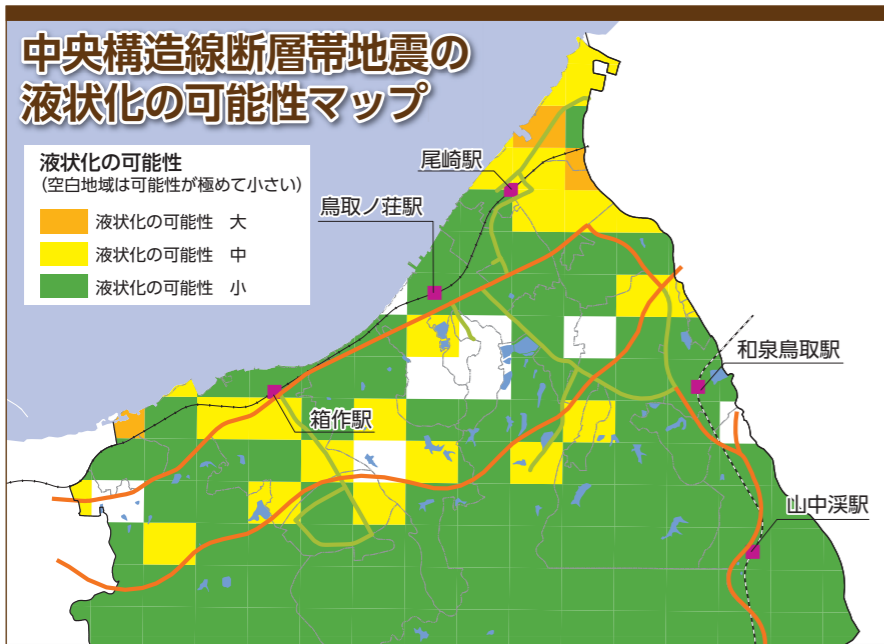 中央構造線断層帯地震の
液状化の可能性マップ
液状化の可能性
(空白地域は可能性が極めて小さい)
液状化の可能性 大
液状化の可能性 中
液状化の可能性 小
尾崎駅
鳥取ノ荘駅
和泉鳥取駅
箱作駅
山中渓駅